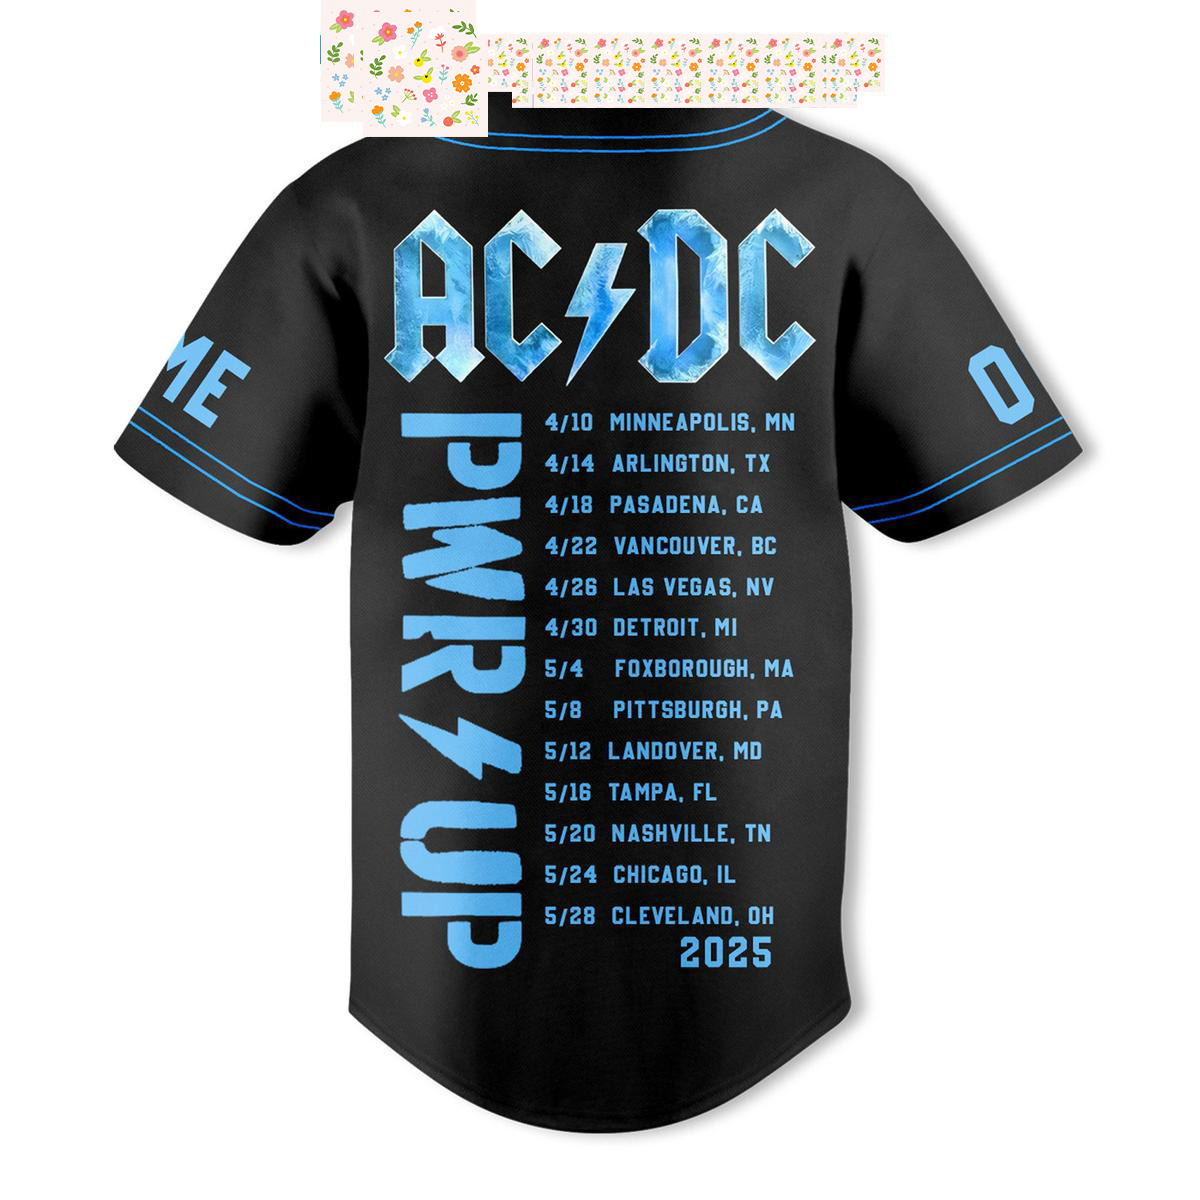 AC⚡DC
PWR⚡UP
4/10 MINNEAPOLIS, MN
4/14 ARLINGTON, TX
4/18 PASADENA, CA
4/22 VANCOUVER, BC
4/26 LAS VEGAS, NV
4/30 DETROIT, MI
5/4 FOXBOROUGH, MA
5/8 PITTSBURGH, PA
5/12 LANDOVER, MD
5/16 TAMPA, FL
5/20 NASHVILLE, TN
5/24 CHICAGO, IL
5/28 CLEVELAND, OH
2025
ME
0